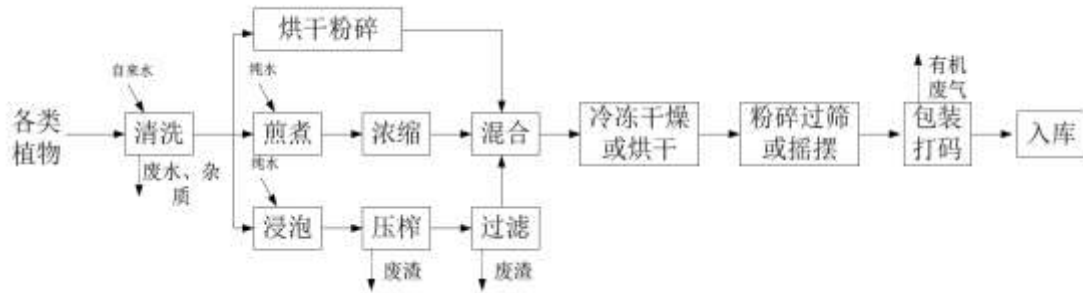 烘干粉碎
自来水
纯水
有机
废气
各类
植物
清洗
煎煮
浓缩
混合
冷冻干燥
或烘干
粉碎过筛
或摇摆
包装
打码
入库
废水、杂
质
纯水
浸泡
压榨
过滤
废渣
废渣